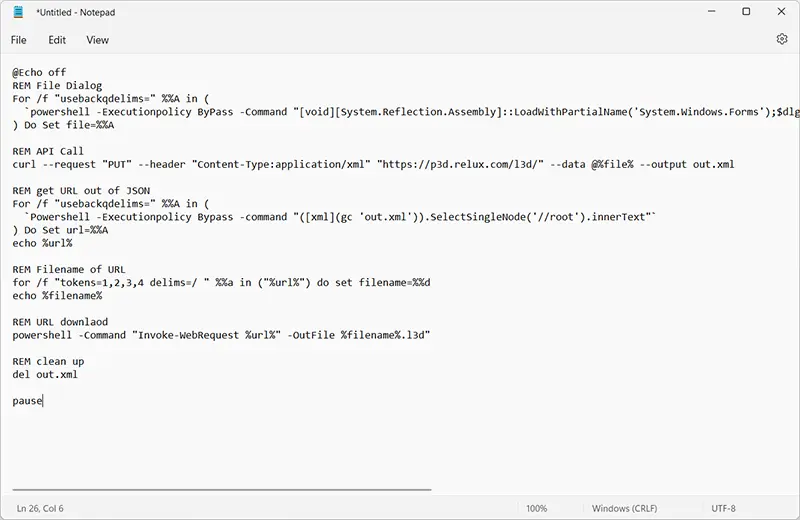 *Untitled - Notepad
File Edit View
@Echo off
REM File Dialog
For /f "usebackqdelims=" %%A in (
`powershell -Executionpolicy ByPass -Command "[void][System.Reflection.Assembly]::LoadWithPartialName('System.Windows.Forms');$dlg
) Do Set file=%%A
REM API Call
curl --request "PUT" --header "Content-Type:application/xml" "https://p3d.relux.com/l3d/" --data @%file% --output out.xml
REM get URL out of JSON
For /f "usebackqdelims=" %%A in (
`Powershell -Executionpolicy Bypass -command "([xml](gc 'out.xml')).SelectSingleNode('//root').innerText"`
) Do Set url=%%A
echo %url%
REM Filename of URL
for /f "tokens=1,2,3,4 delims=/ " %%a in ("%url%") do set filename=%%d
echo %filename%
REM URL downlaod
powershell -Command "Invoke-WebRequest %url%" -OutFile %filename%.l3d"
REM clean up
del out.xml
pause
Ln 26, Col 6 100% Windows (CRLF) UTF-8